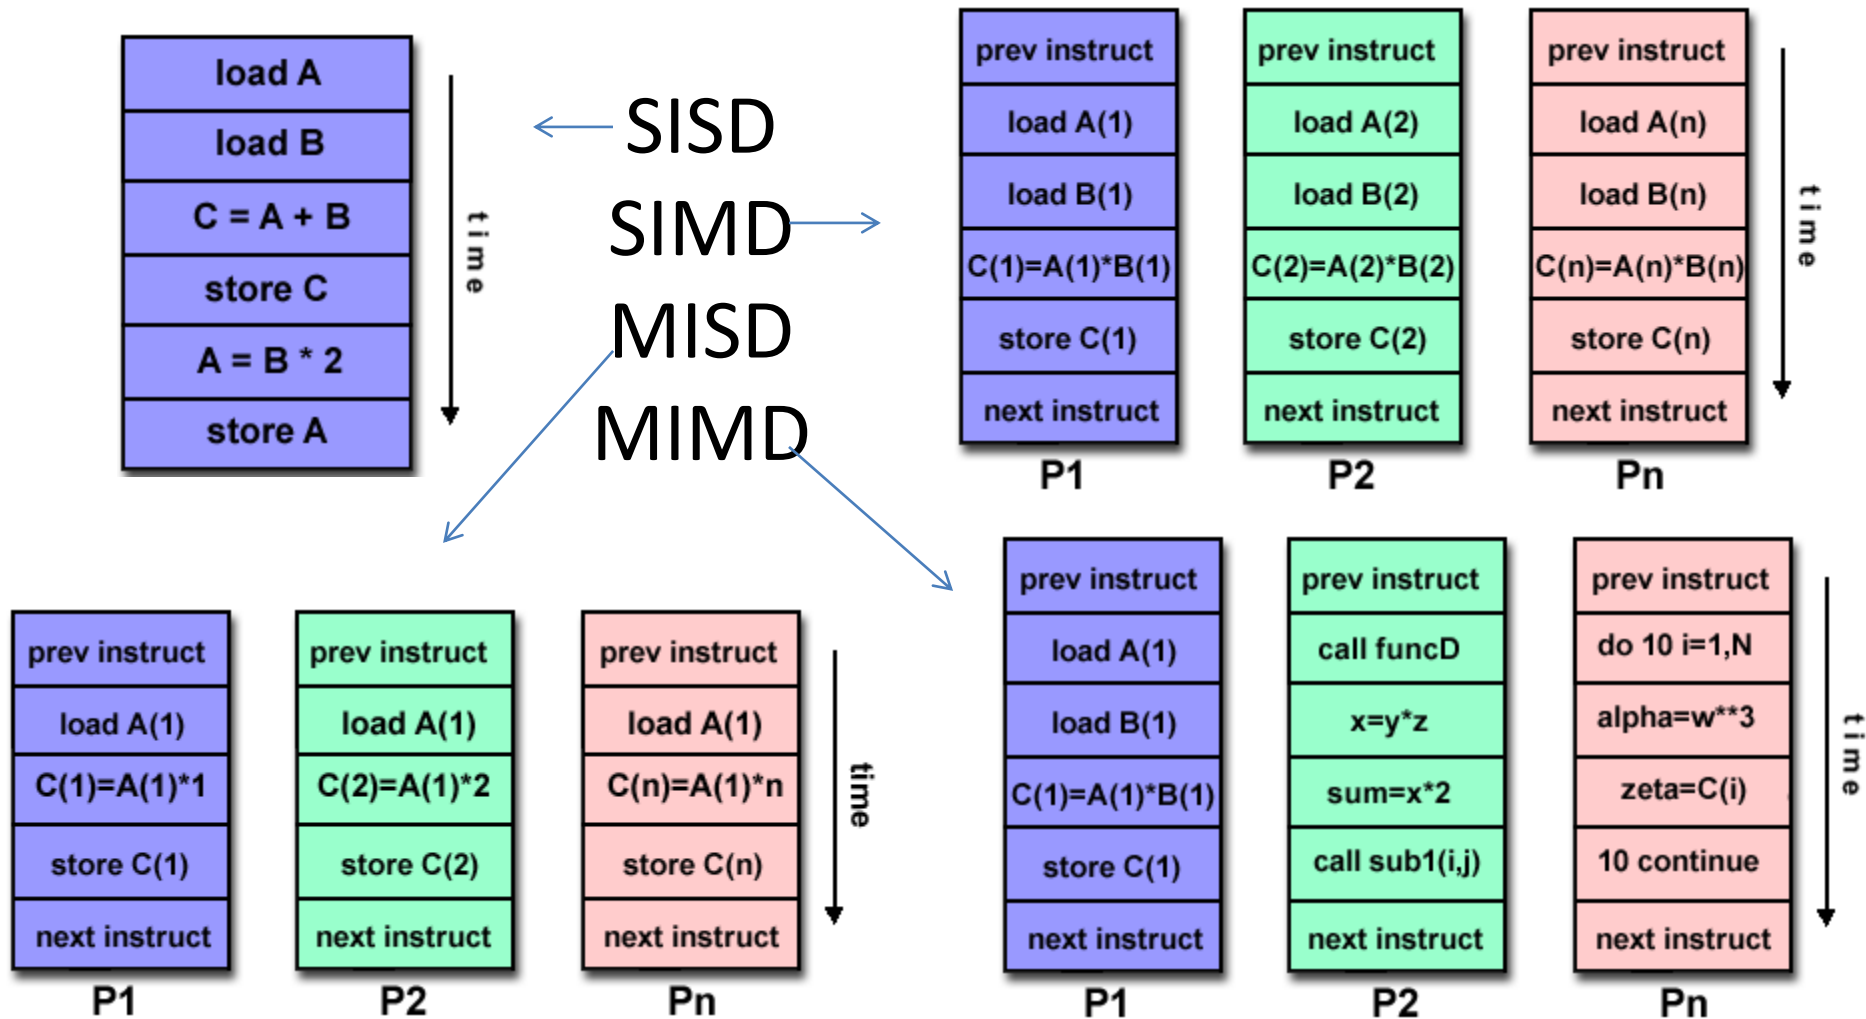 load A
load B
C = A + B
store C
A = B * 2
store A
time
SISD
SIMD
MISD
MIMD
prev instruct
load A(1)
load B(1)
C(1)=A(1)*B(1)
store C(1)
next instruct
P1
prev instruct
load A(2)
load B(2)
C(2)=A(2)*B(2)
store C(2)
next instruct
P2
prev instruct
load A(n)
load B(n)
C(n)=A(n)*B(n)
store C(n)
next instruct
Pn
time
prev instruct
load A(1)
C(1)=A(1)*1
store C(1)
next instruct
P1
prev instruct
load A(1)
C(2)=A(1)*2
store C(2)
next instruct
P2
prev instruct
load A(1)
C(n)=A(1)*n
store C(n)
next instruct
Pn
time
prev instruct
load A(1)
load B(1)
C(1)=A(1)*B(1)
store C(1)
next instruct
P1
prev instruct
call funcD
x=y*z
sum=x*2
call sub1(i,j)
next instruct
P2
prev instruct
do 10 i=1,N
alpha=w**3
zeta=C(i)
10 continue
next instruct
Pn
time